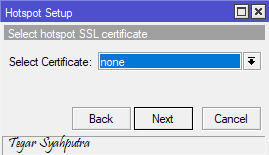 Hotspot Setup
Select hotspot SSL certificate
Select Certificate: none
Back Next Cancel
Tegar Syahputra